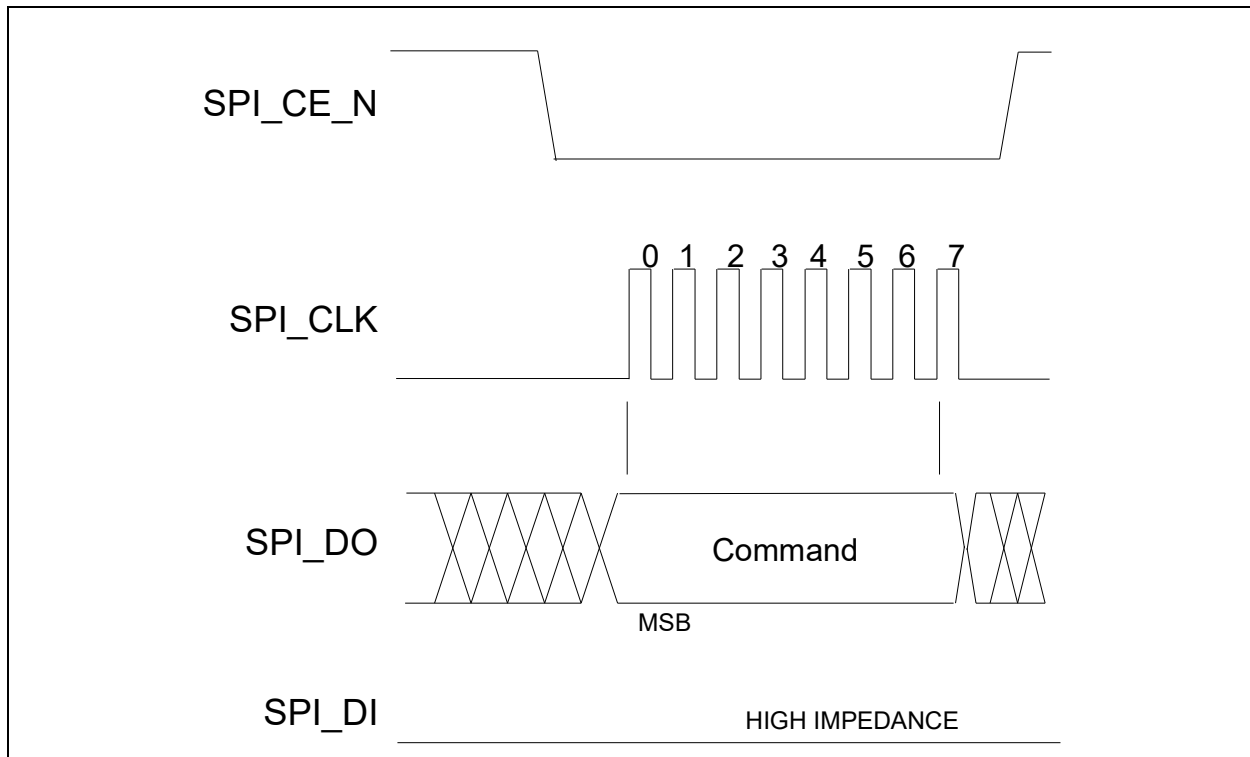 SPI_CE_N
0 1 2 3 4 5 6 7
SPI_CLK
SPI_DO
Command
MSB
SPI_DI
HIGH IMPEDANCE